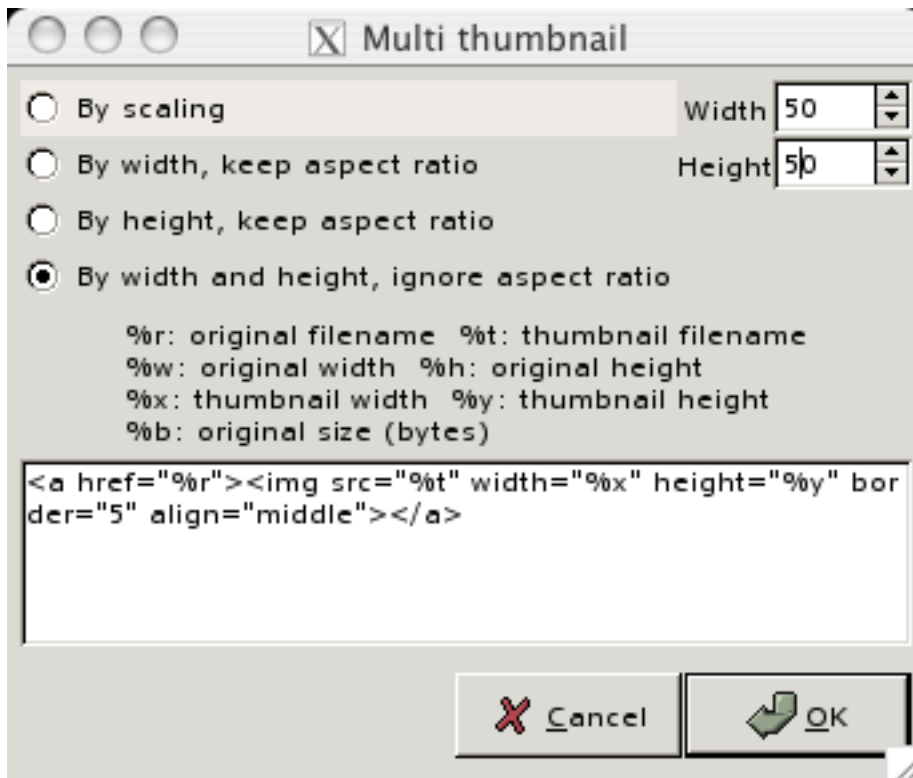 Multi thumbnail
By scaling
Width 50
By width, keep aspect ratio
Height 50
By height, keep aspect ratio
By width and height, ignore aspect ratio
%r: original filename %t: thumbnail filename
%w: original width %h: original height
%x: thumbnail width %y: thumbnail height
%b: original size (bytes)
<a href="%r"><img src="%t" width="%x" height="%y" bor
der="5" align="middle"></a>
Cancel
OK